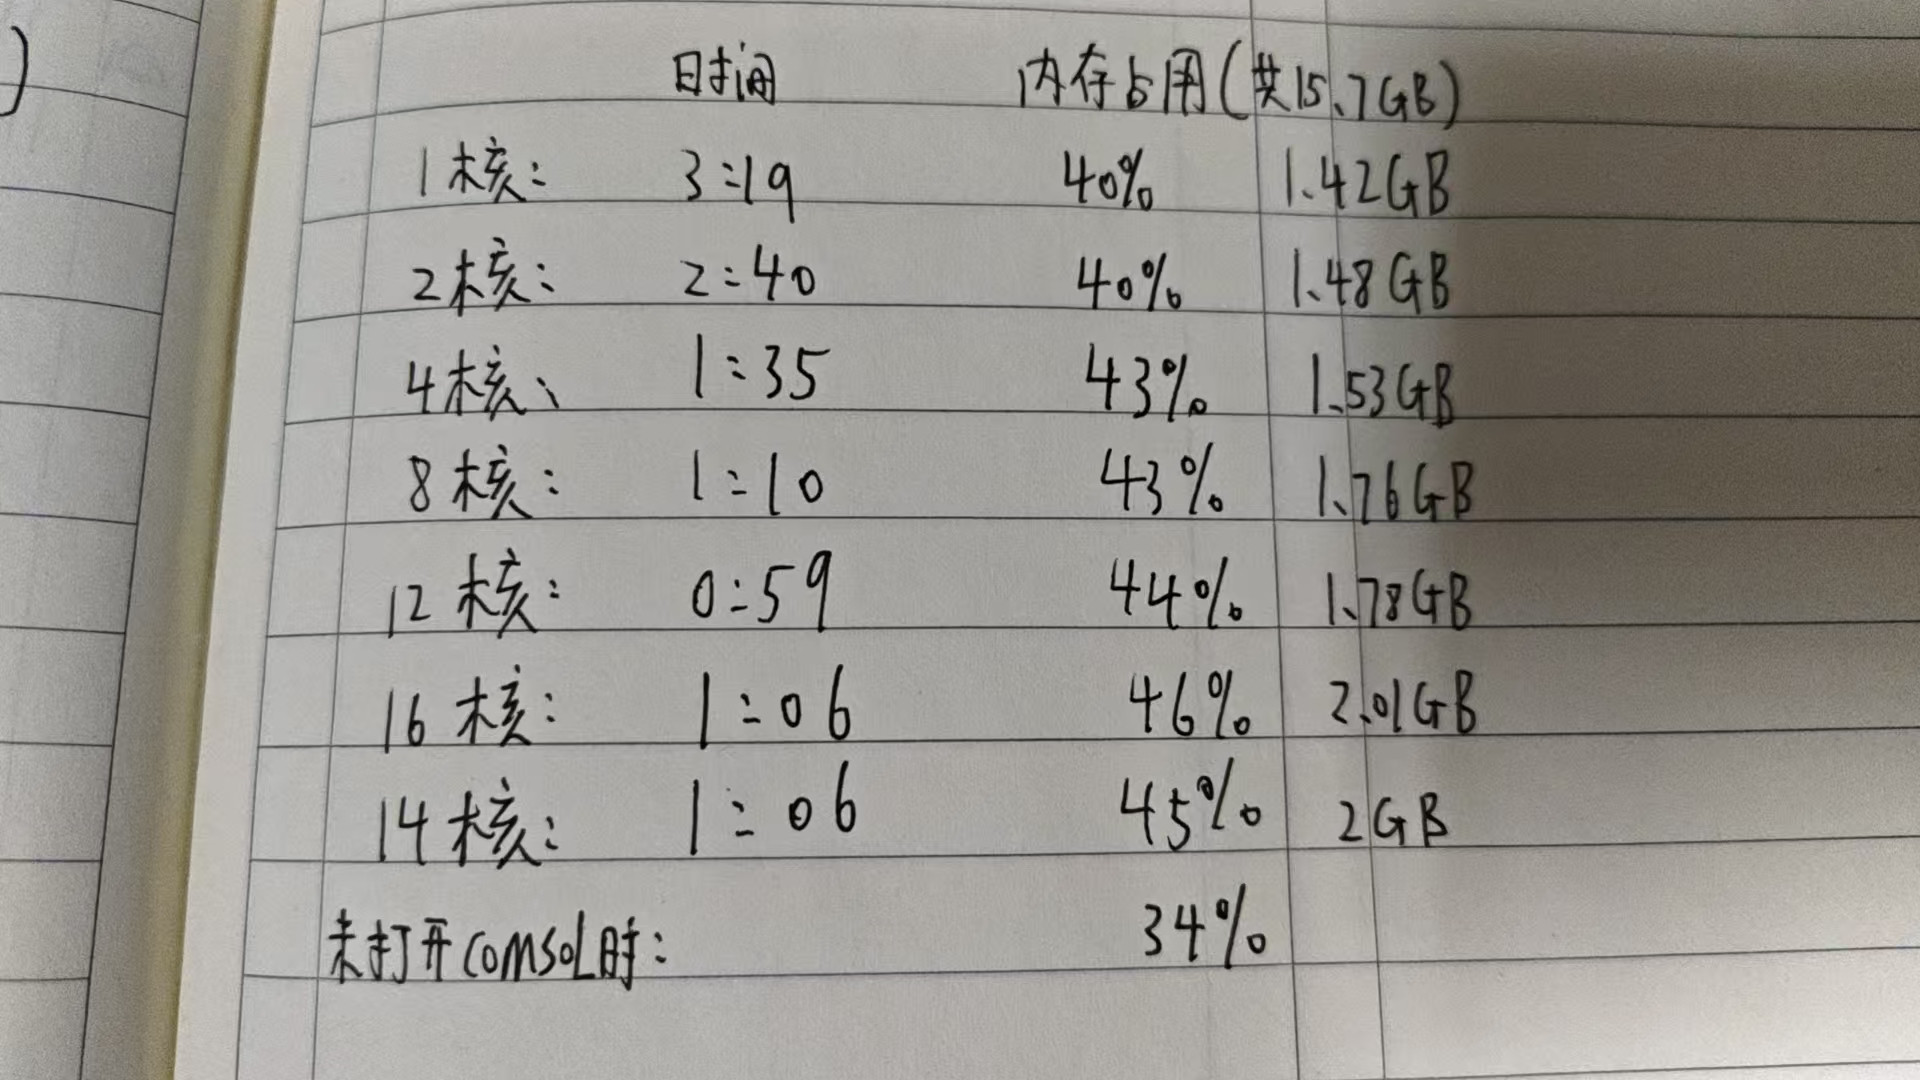 时间 内存占用(共15.7GB)
1核: 3:19 40% 1.42GB
2核: 2:40 40% 1.48GB
4核、 1:35 43% 1.53GB
8核: 1:10 43% 1.76GB
12核: 0:59 44% 1.78GB
16核: 1:06 46% 2.01GB
14核: 1:06 45% 2GB
未打开COMSOL时: 34%